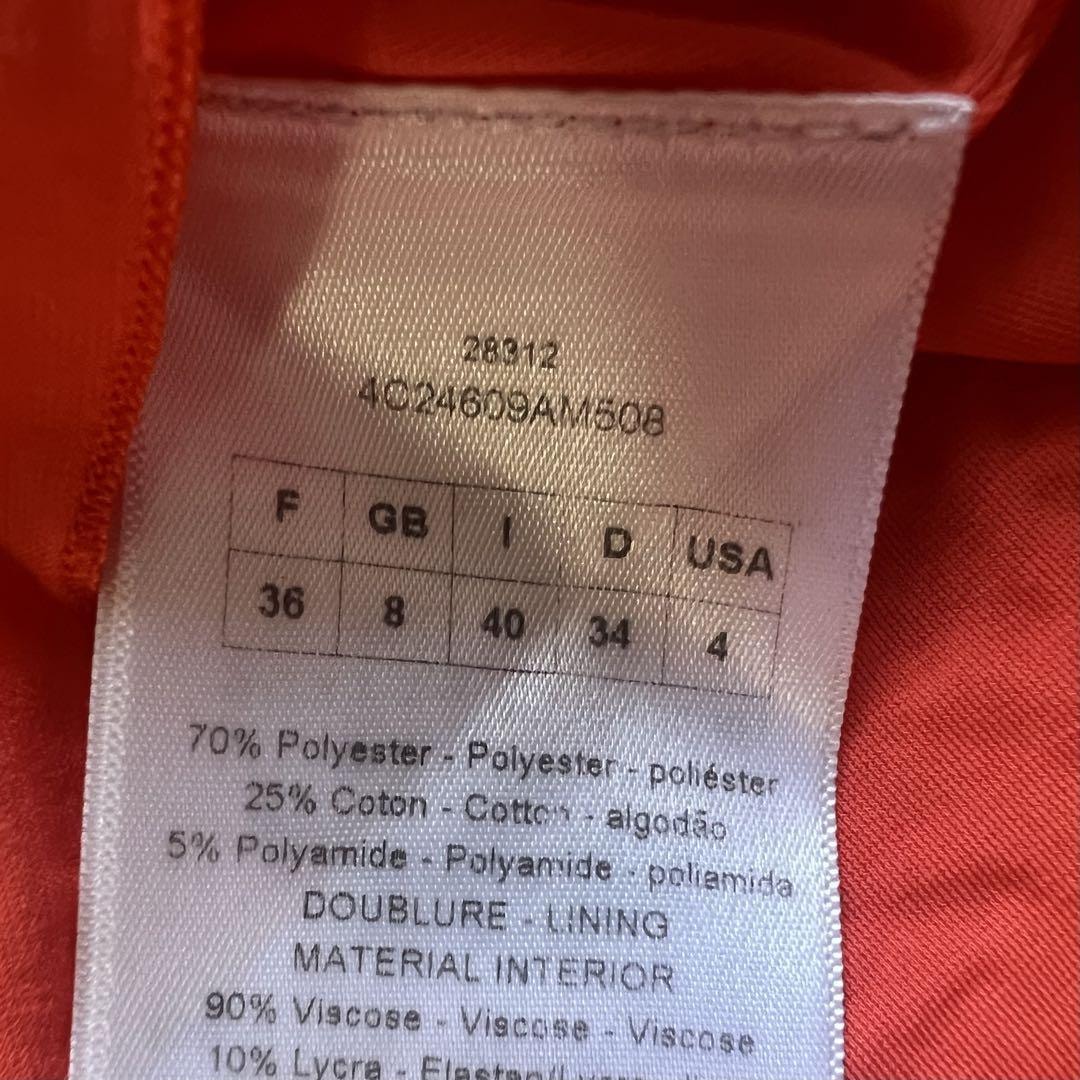 28312
4C24609AM508
F GB I D USA
36 8 40 34 4
70% Polyester - Polyester - poliéster
25% Coton - Cotton - algodão
5% Polyamide - Polyamide - poliamida
DOUBLURE - LINING
MATERIAL INTERIOR
90% Viscose - Viscose - Viscose
10% Lycra -